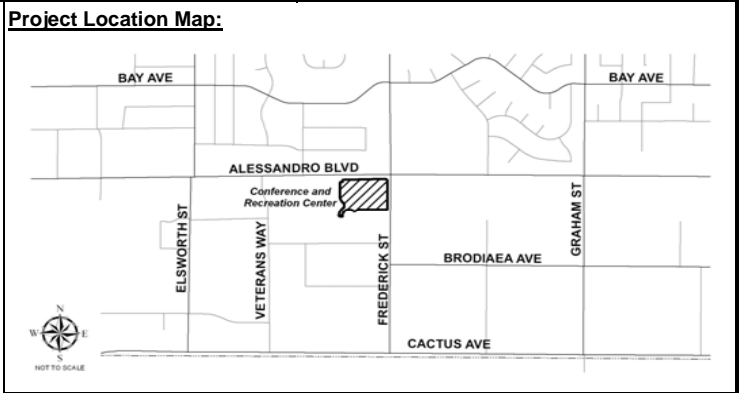 Project Location Map:
BAY AVE
BAY AVE
ALESSANDRO BLVD
Conference and
Recreation Center
ELSWORTH ST
VETERANS WAY
FREDERICK ST
GRAHAM ST
BRODIAEA AVE
CACTUS AVE
N
W
E
S
NOT TO SCALE